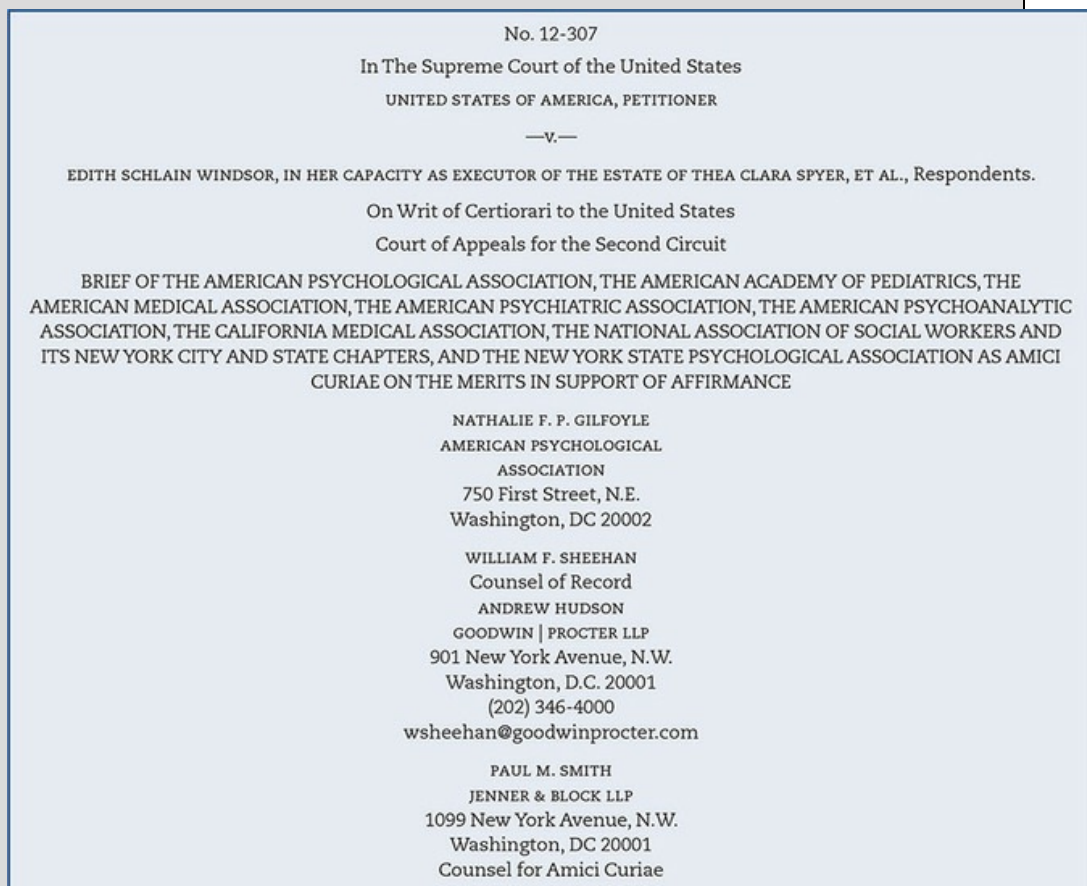 No. 12-307
In The Supreme Court of the United States
UNITED STATES OF AMERICA, PETITIONER
—v.—
EDITH SCHLAIN WINDSOR, IN HER CAPACITY AS EXECUTOR OF THE ESTATE OF THEA CLARA SPYER, ET AL., Respondents.
On Writ of Certiorari to the United States
Court of Appeals for the Second Circuit
BRIEF OF THE AMERICAN PSYCHOLOGICAL ASSOCIATION, THE AMERICAN ACADEMY OF PEDIATRICS, THE
AMERICAN MEDICAL ASSOCIATION, THE AMERICAN PSYCHIATRIC ASSOCIATION, THE AMERICAN PSYCHOANALYTIC
ASSOCIATION, THE CALIFORNIA MEDICAL ASSOCIATION, THE NATIONAL ASSOCIATION OF SOCIAL WORKERS AND
ITS NEW YORK CITY AND STATE CHAPTERS, AND THE NEW YORK STATE PSYCHOLOGICAL ASSOCIATION AS AMICI
CURIAE ON THE MERITS IN SUPPORT OF AFFIRMANCE
NATHALIE F. P. GILFOYLE
AMERICAN PSYCHOLOGICAL
ASSOCIATION
750 First Street, N.E.
Washington, DC 20002
WILLIAM F. SHEEHAN
Counsel of Record
ANDREW HUDSON
GOODWIN | PROCTER LLP
901 New York Avenue, N.W.
Washington, D.C. 20001
(202) 346-4000
wsheehan@goodwinprocter.com
PAUL M. SMITH
JENNER & BLOCK LLP
1099 New York Avenue, N.W.
Washington, DC 20001
Counsel for Amici Curiae